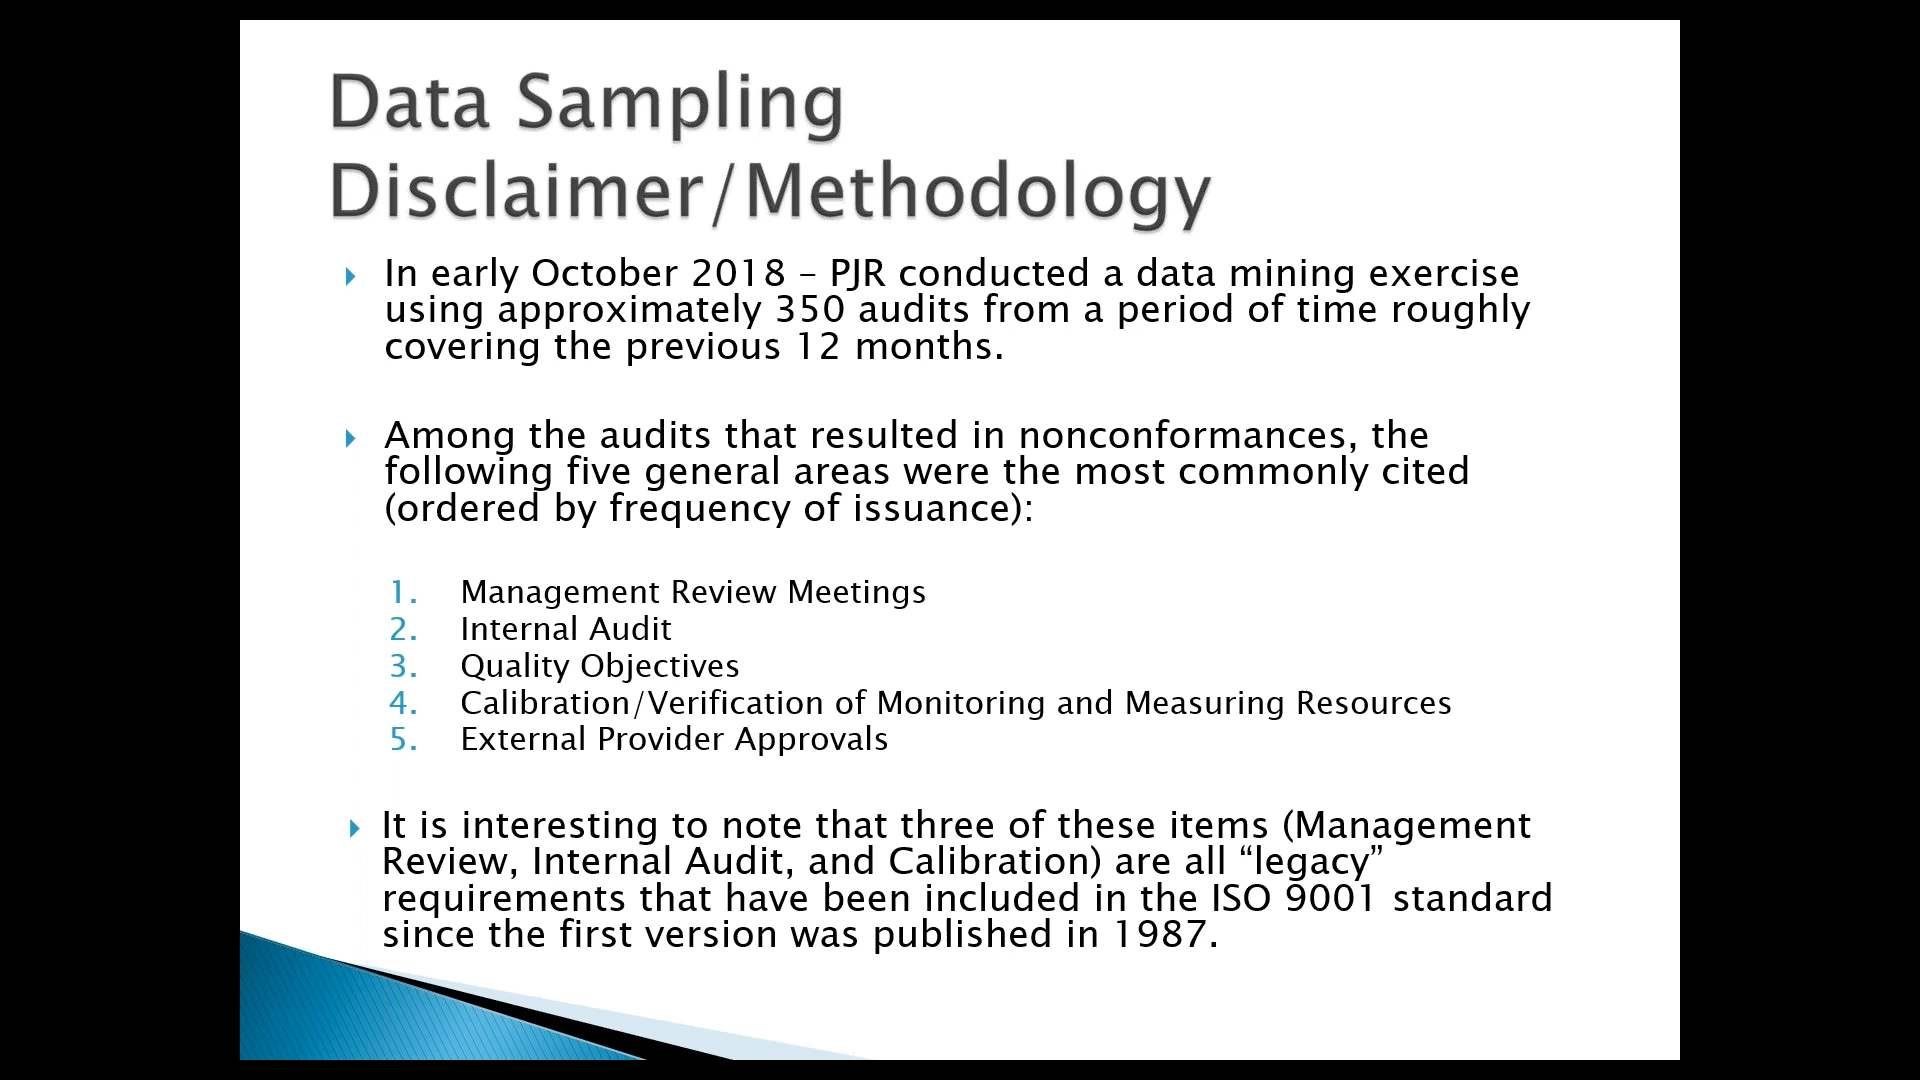 Data Sampling
Disclaimer/Methodology
In early October 2018 – PJR conducted a data mining exercise
using approximately 350 audits from a period of time roughly
covering the previous 12 months.
Among the audits that resulted in nonconformances, the
following five general areas were the most commonly cited
(ordered by frequency of issuance):
1. Management Review Meetings
2. Internal Audit
3. Quality Objectives
4. Calibration/Verification of Monitoring and Measuring Resources
5. External Provider Approvals
It is interesting to note that three of these items (Management
Review, Internal Audit, and Calibration) are all “legacy”
requirements that have been included in the ISO 9001 standard
since the first version was published in 1987.